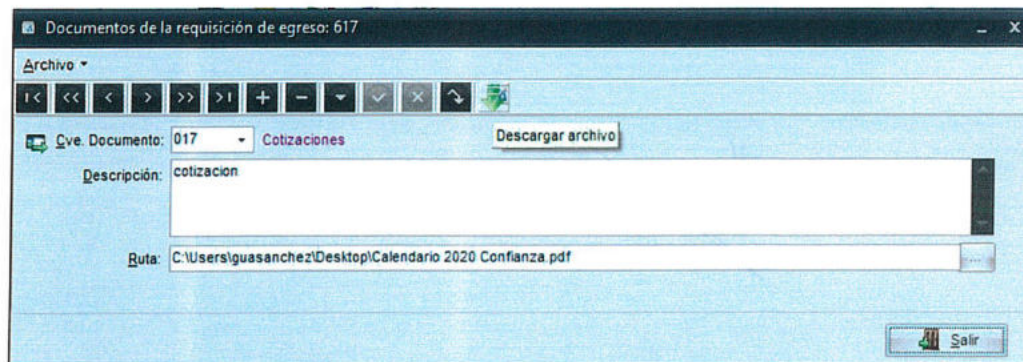 Documentos de la requisición de egreso: 617
Archivo
Cve. Documento: 017 Cotizaciones
Descargar archivo
Descripción: cotizacion
Ruta: C:\Users\guasanchez\Desktop\Calendario 2020 Confianza.pdf ...
Salir